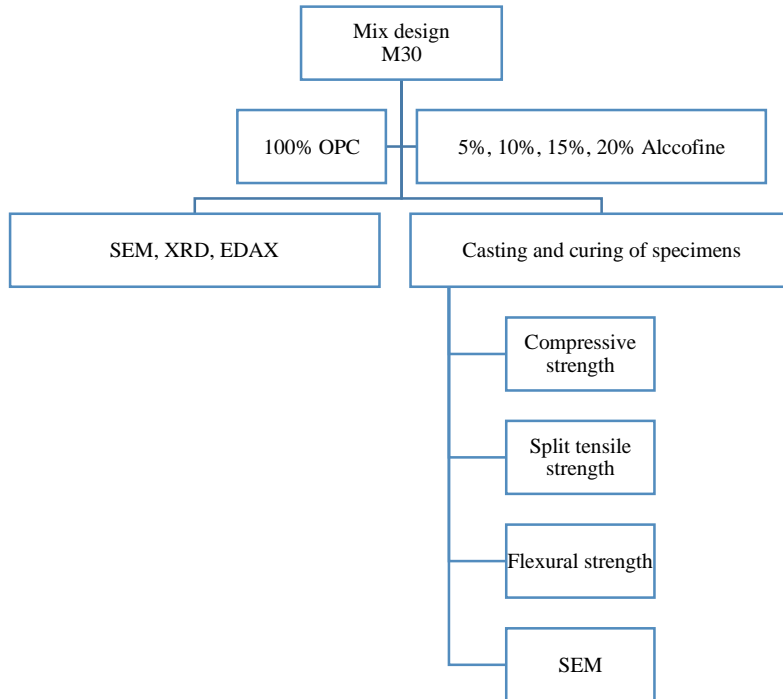 Mix design
M30
100% OPC
5%, 10%, 15%, 20% Alccofine
SEM, XRD, EDAX
Casting and curing of specimens
Compressive
strength
Split tensile
strength
Flexural strength
SEM